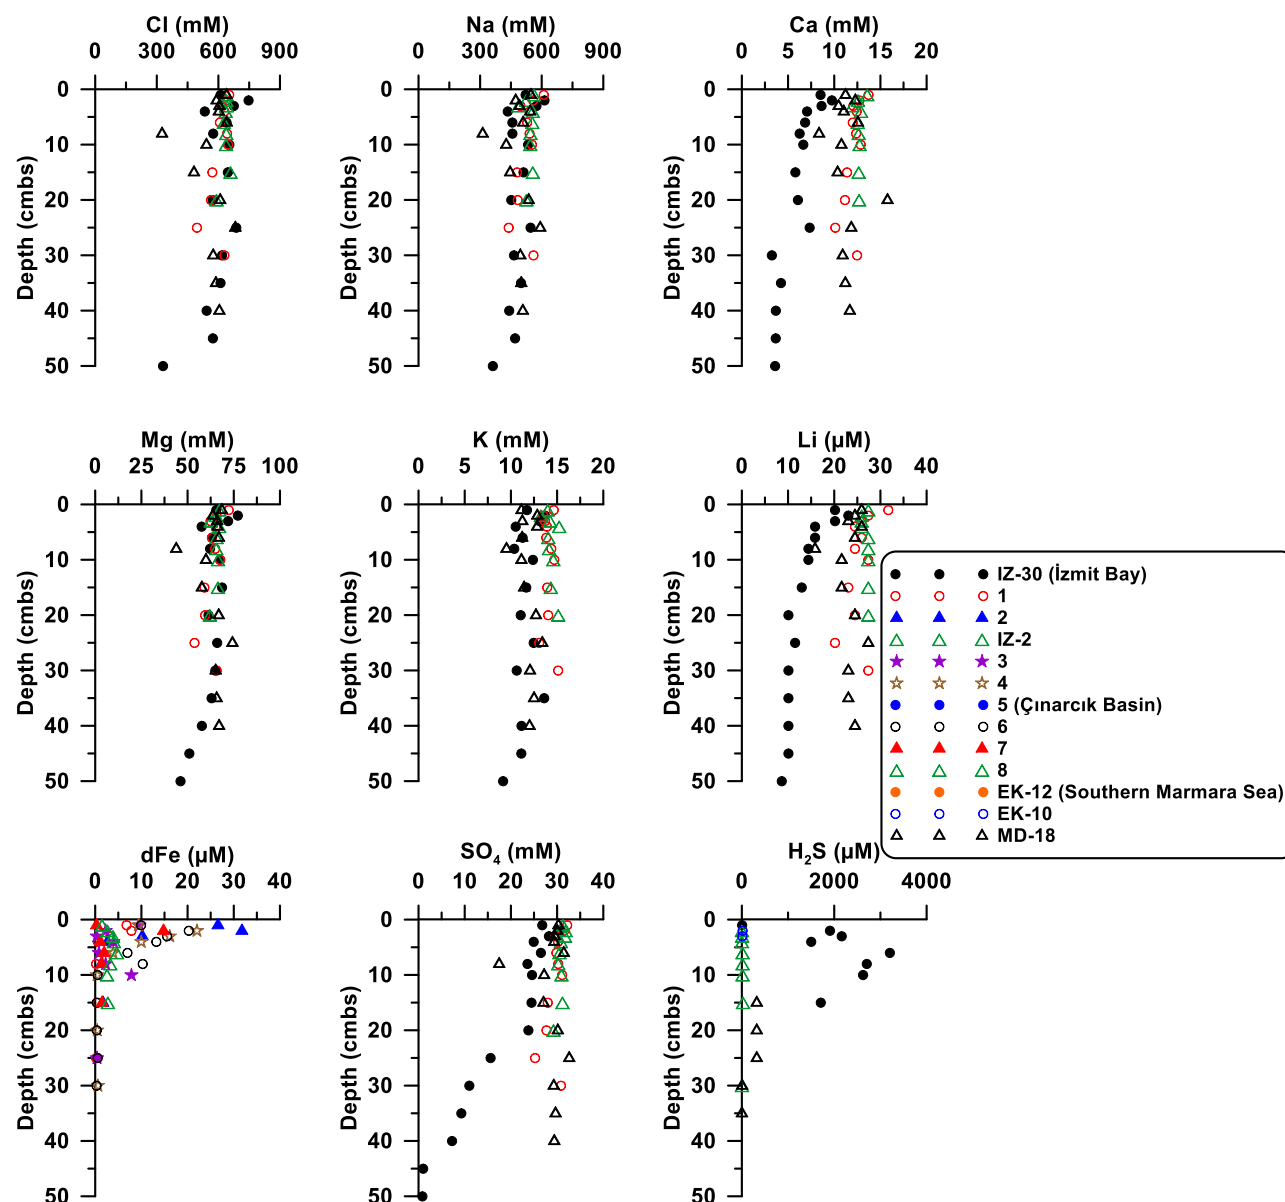 Cl (mM)
0 300 600 900
Na (mM)
0 300 600 900
Ca (mM)
0 5 10 15 20
Depth (cmbs)
0
10
20
30
40
50
Depth (cmbs)
0
10
20
30
40
50
Depth (cmbs)
0
10
20
30
40
50
Mg (mM)
0 25 50 75 100
K (mM)
0 5 10 15 20
Li (µM)
0 10 20 30 40
Depth (cmbs)
0
10
20
30
40
50
Depth (cmbs)
0
10
20
30
40
50
Depth (cmbs)
0
10
20
30
40
50
IZ-30 (İzmit Bay)
1
2
IZ-2
3
4
5 (Çınarcık Basin)
6
7
8
EK-12 (Southern Marmara Sea)
EK-10
MD-18
dFe (µM)
0 10 20 30 40
SO₄ (mM)
0 10 20 30 40
H₂S (µM)
0 2000 4000
Depth (cmbs)
0
10
20
30
40
50
Depth (cmbs)
0
10
20
30
40
50
Depth (cmbs)
0
10
20
30
40
50